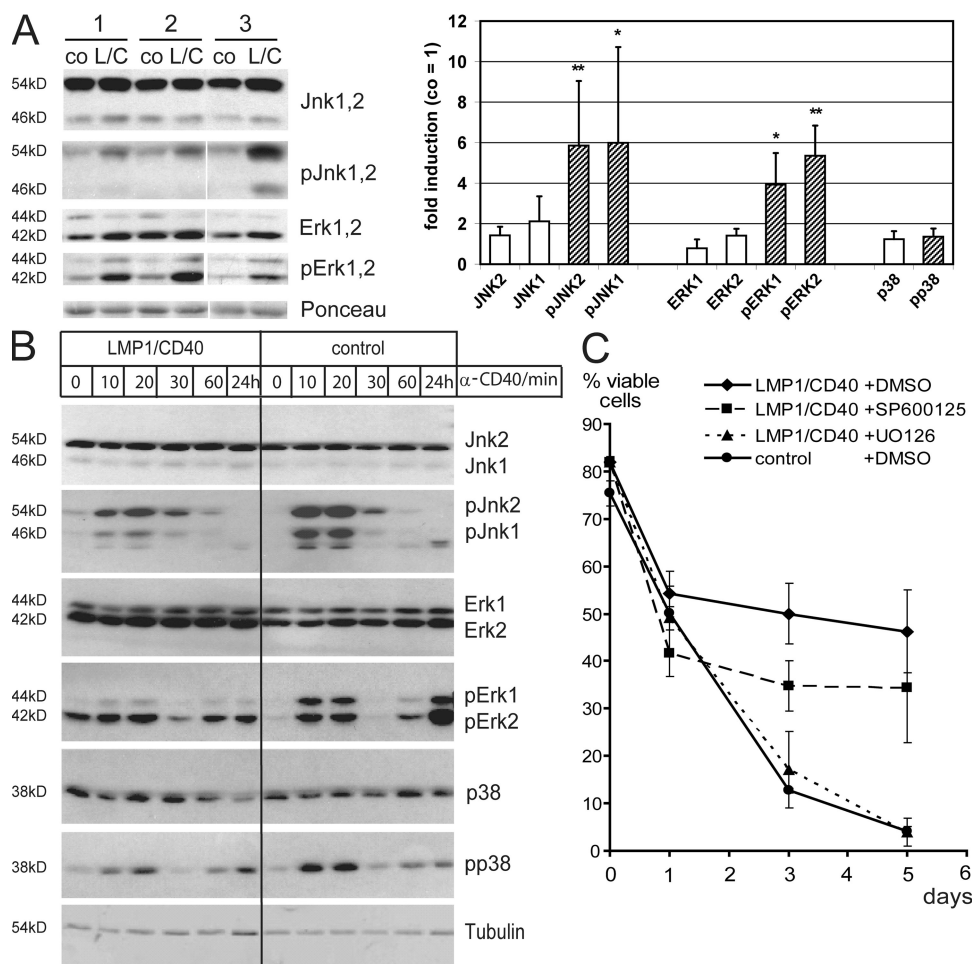 A
1 2 3
co L/C co L/C co L/C
54kD
46kD
Jnk1,2
54kD
46kD
pJnk1,2
44kD
42kD
Erk1,2
44kD
42kD
pErk1,2
Ponceau
fold induction (co = 1)
12
10
8
6
4
2
0
** * * **
JNK2 JNK1 pJNK2 pJNK1 ERK1 ERK2 pERK1 pERK2 p38 pp38
B
LMP1/CD40 control
0 10 20 30 60 24h 0 10 20 30 60 24h α-CD40/min
54kD
46kD
Jnk2
Jnk1
54kD
46kD
pJnk2
pJnk1
44kD
42kD
Erk1
Erk2
44kD
42kD
pErk1
pErk2
38kD
p38
38kD
pp38
54kD
Tubulin
C
% viable
cells
LMP1/CD40 +DMSO
LMP1/CD40 +SP600125
LMP1/CD40 +UO126
control +DMSO
90
80
70
60
50
40
30
20
10
0
0 1 2 3 4 5 6
days